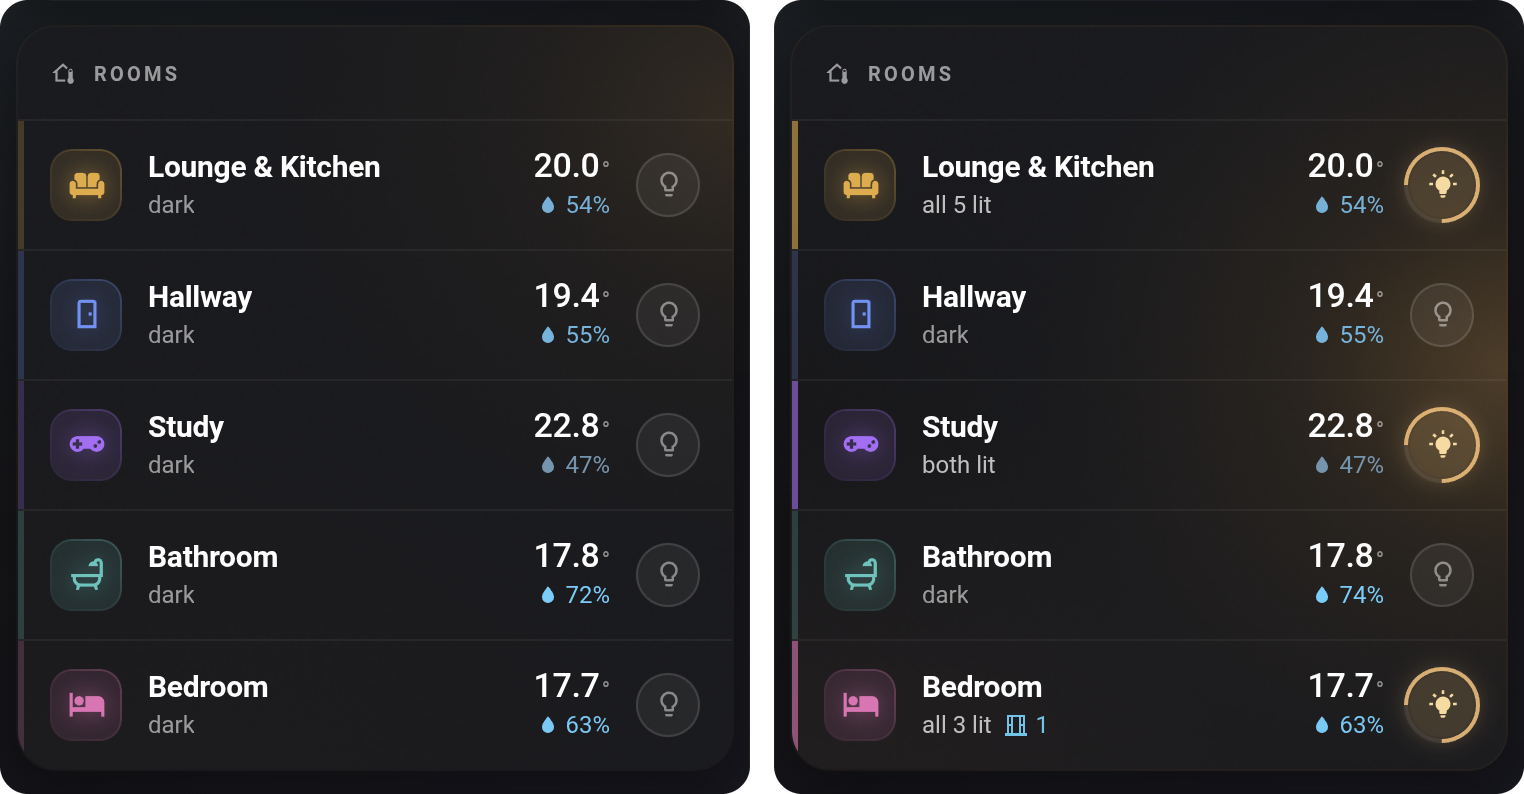 ROOMS
Lounge & Kitchen
dark
20.0°
54%
Hallway
dark
19.4°
55%
Study
dark
22.8°
47%
Bathroom
dark
17.8°
72%
Bedroom
dark
17.7°
63%
ROOMS
Lounge & Kitchen
all 5 lit
20.0°
54%
Hallway
dark
19.4°
55%
Study
both lit
22.8°
47%
Bathroom
dark
17.8°
74%
Bedroom
all 3 lit 1
17.7°
63%